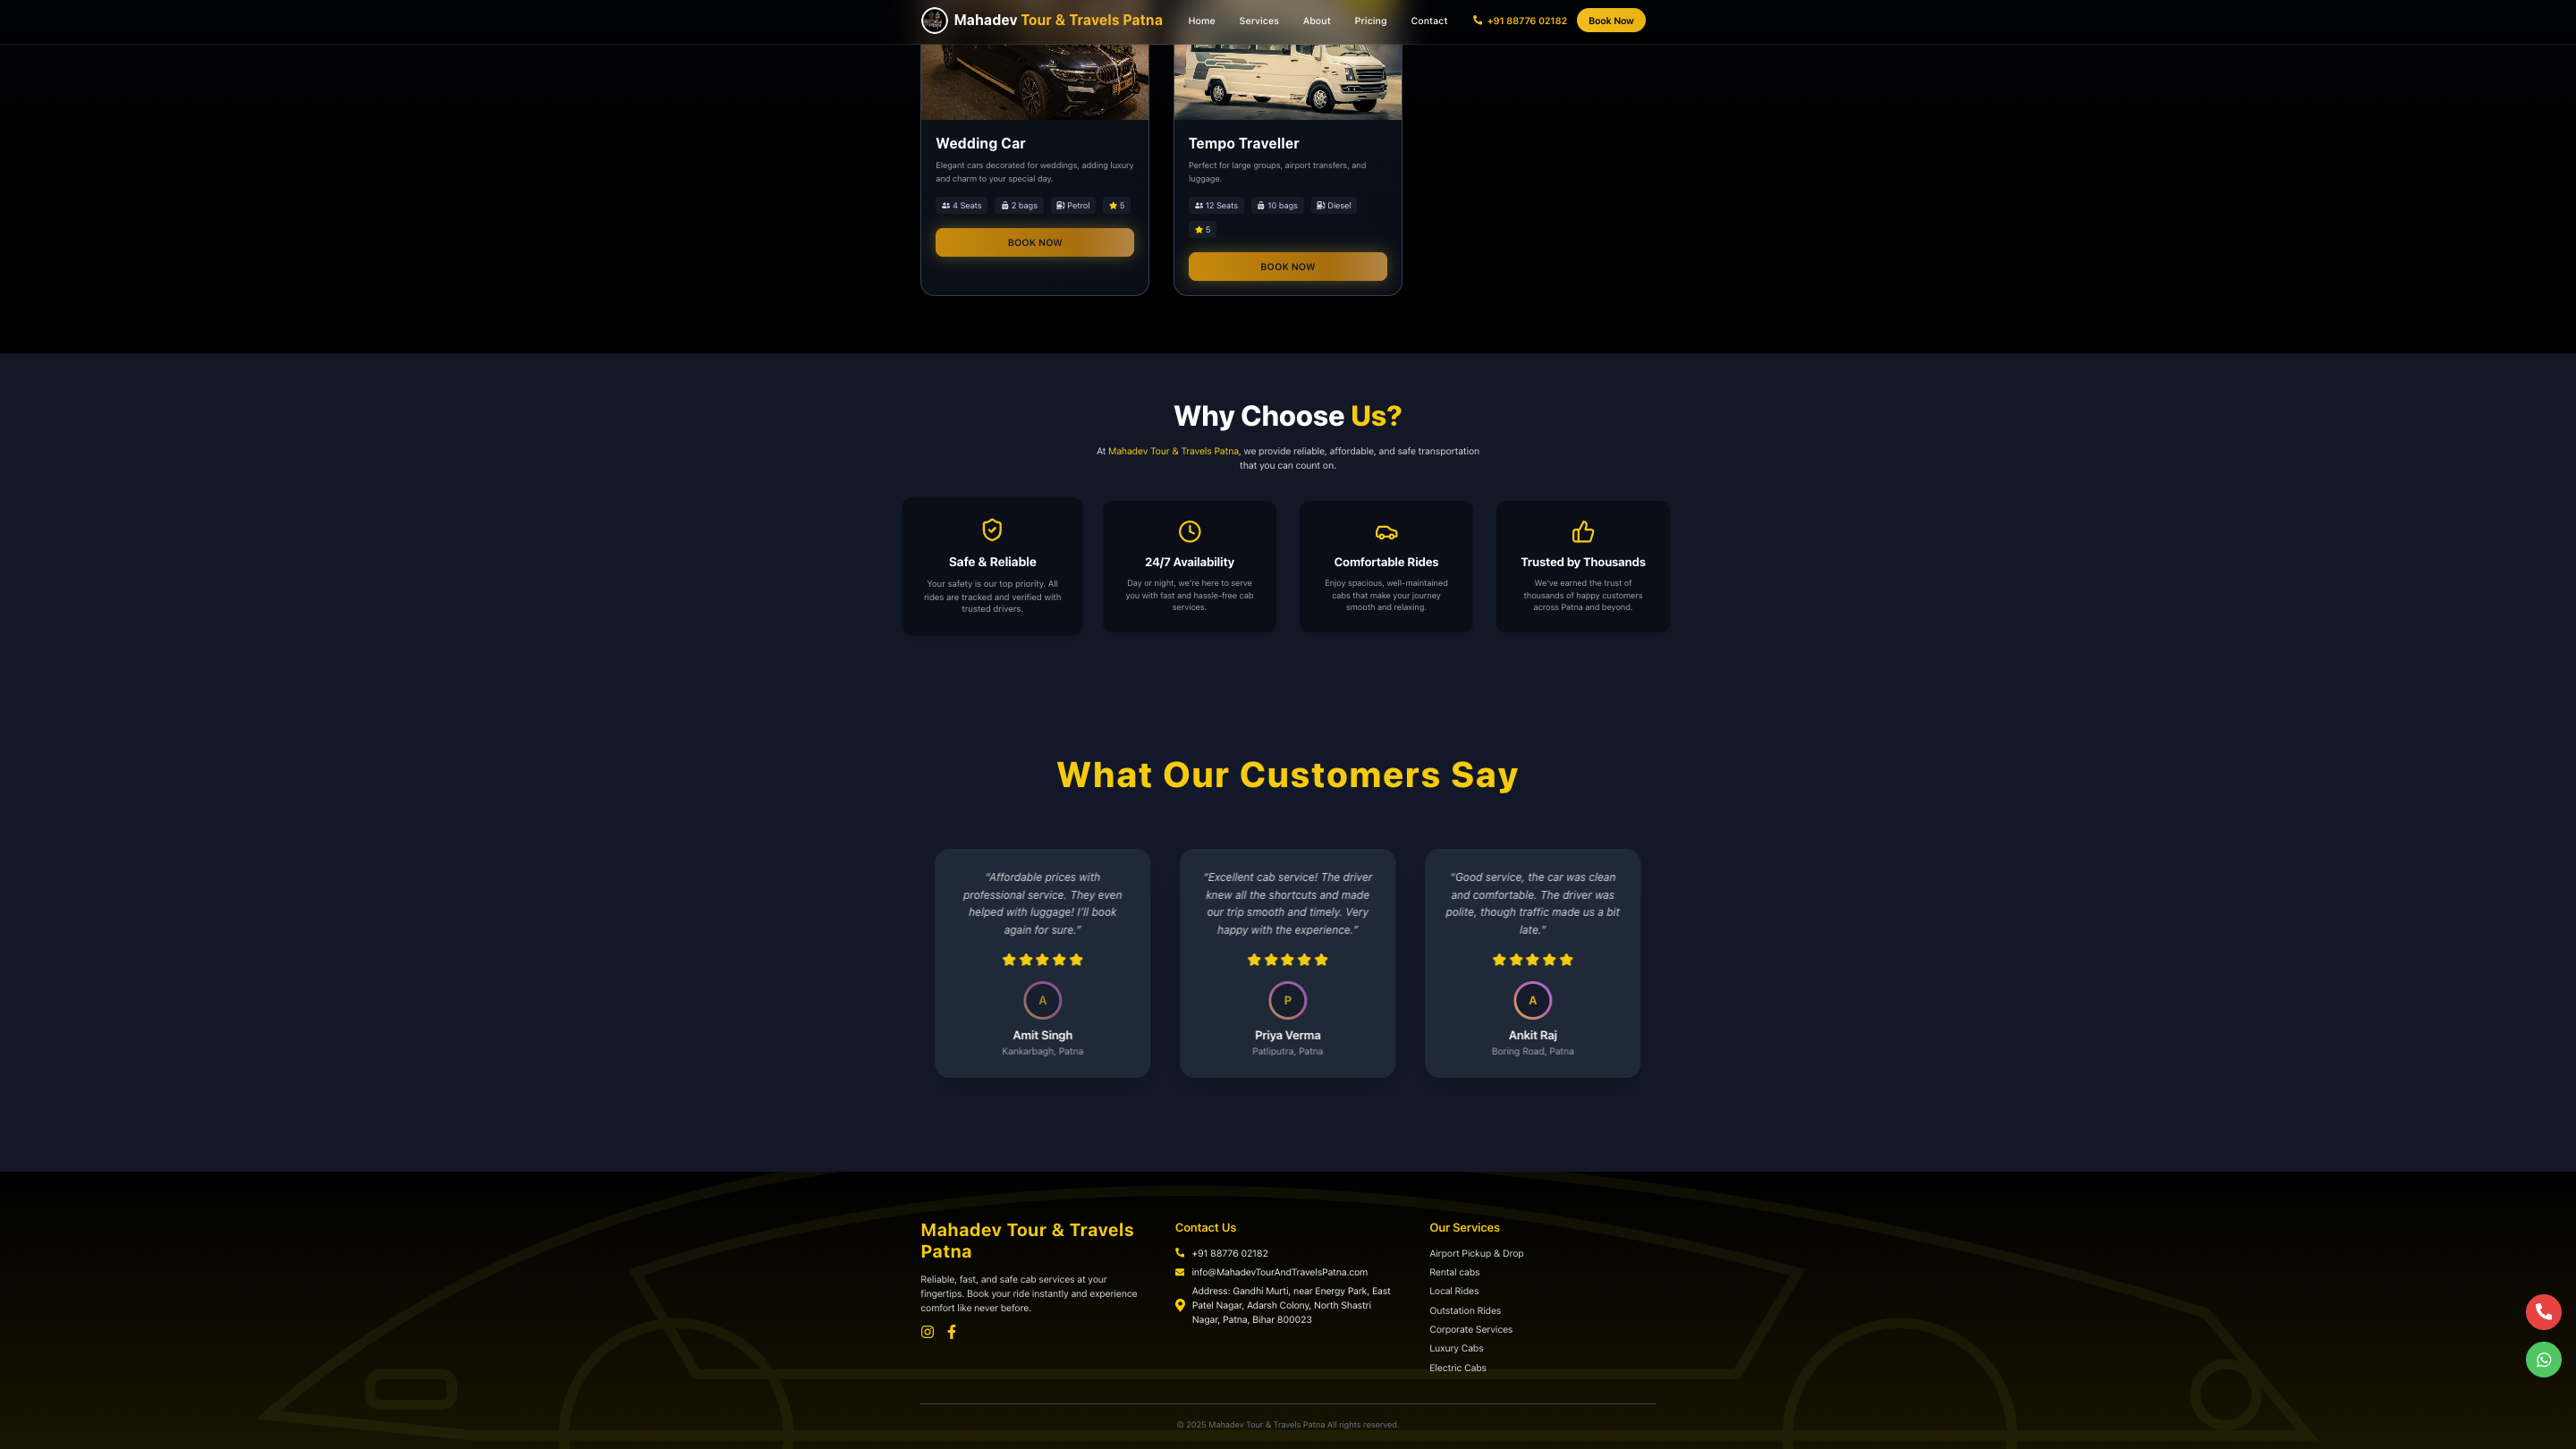 Mahadev Tour & Travels Patna
Home
Services
About
Pricing
Contact
+91 88776 02182
Book Now
Wedding Car
Elegant cars decorated for weddings, adding luxury
and charm to your special day.
4 Seats
2 bags
Petrol
5
BOOK NOW
Tempo Traveller
Perfect for large groups, airport transfers, and
luggage.
12 Seats
10 bags
Diesel
5
BOOK NOW
Why Choose Us?
At Mahadev Tour & Travels Patna, we provide reliable, affordable, and safe transportation
that you can count on.
Safe & Reliable
Your safety is our top priority. All
rides are tracked and verified with
trusted drivers.
24/7 Availability
Day or night, we're here to serve
you with fast and hassle-free cab
services.
Comfortable Rides
Enjoy spacious, well-maintained
cabs that make your journey
smooth and relaxing.
Trusted by Thousands
We've earned the trust of
thousands of happy customers
across Patna and beyond.
What Our Customers Say
“Affordable prices with
professional service. They even
helped with luggage! I’ll book
again for sure.”
A
Amit Singh
Kankarbagh, Patna
“Excellent cab service! The driver
knew all the shortcuts and made
our trip smooth and timely. Very
happy with the experience.”
P
Priya Verma
Patliputra, Patna
“Good service, the car was clean
and comfortable. The driver was
polite, though traffic made us a bit
late.”
A
Ankit Raj
Boring Road, Patna
Mahadev Tour & Travels
Patna
Reliable, fast, and safe cab services at your
fingertips. Book your ride instantly and experience
comfort like never before.
Contact Us
+91 88776 02182
info@MahadevTourAndTravelsPatna.com
Address: Gandhi Murti, near Energy Park, East
Patel Nagar, Adarsh Colony, North Shastri
Nagar, Patna, Bihar 800023
Our Services
Airport Pickup & Drop
Rental cabs
Local Rides
Outstation Rides
Corporate Services
Luxury Cabs
Electric Cabs
© 2025 Mahadev Tour & Travels Patna All rights reserved.